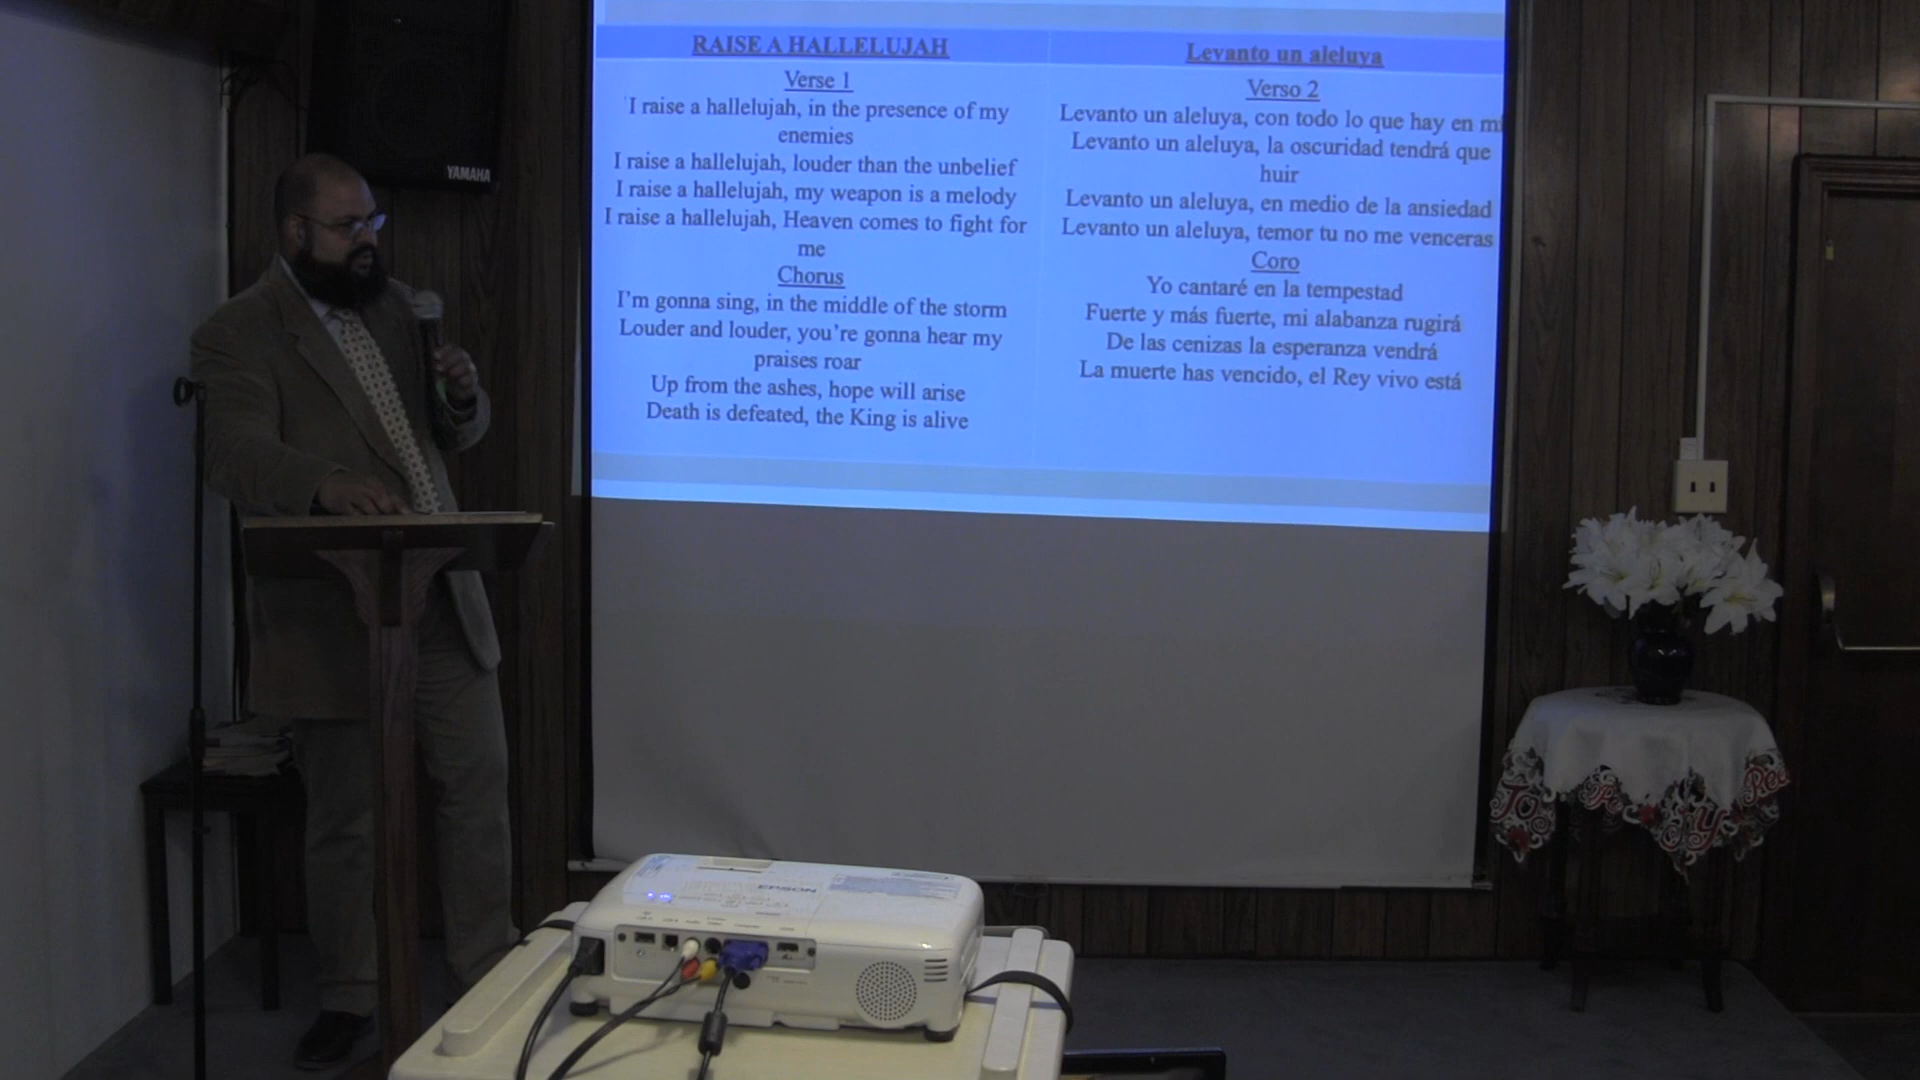 RAISE A HALLELUJAH
Verse 1
I raise a hallelujah, in the presence of my
enemies
I raise a hallelujah, louder than the unbelief
I raise a hallelujah, my weapon is a melody
I raise a hallelujah, Heaven comes to fight for
me
Chorus
I'm gonna sing, in the middle of the storm
Louder and louder, you're gonna hear my
praises roar
Up from the ashes, hope will arise
Death is defeated, the King is alive
Levanto un aleluya
Verso 2
Levanto un aleluya, con todo lo que hay en mi
Levanto un aleluya, la oscuridad tendrá que
huir
Levanto un aleluya, en medio de la ansiedad
Levanto un aleluya, temor tu no me venceras
Coro
Yo cantaré en la tempestad
Fuerte y más fuerte, mi alabanza rugirá
De las cenizas la esperanza vendrá
La muerte has vencido, el Rey vivo está
YAMAHA
EPSON
Joy